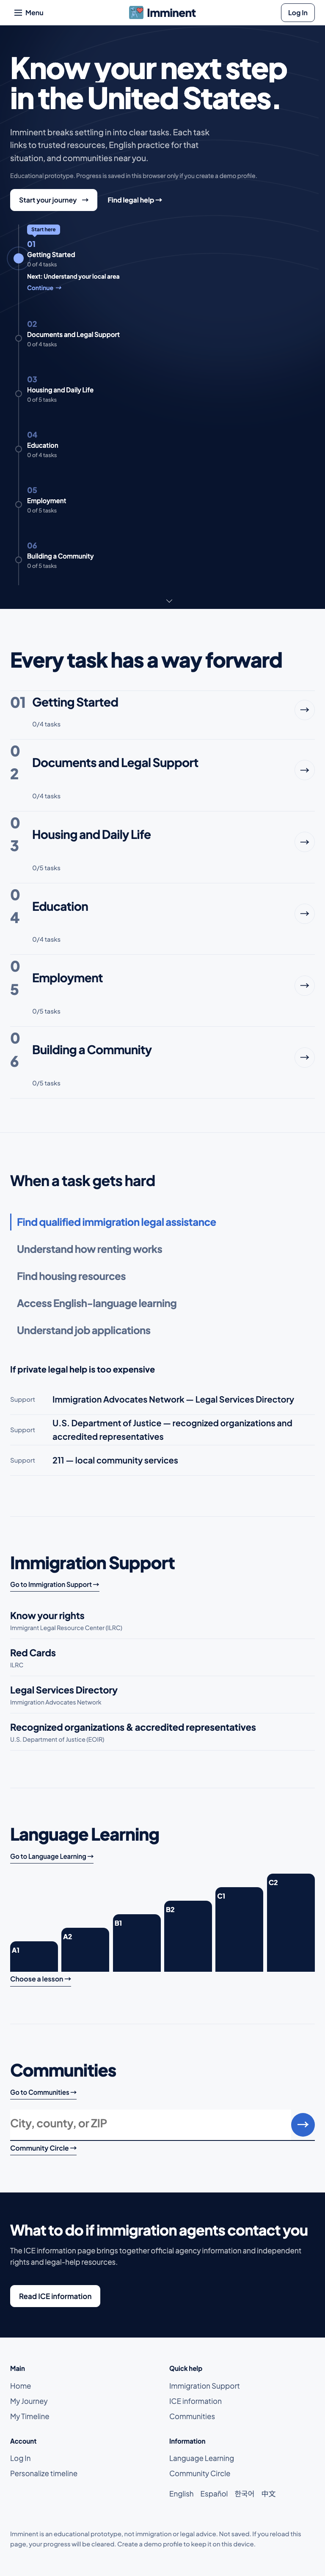 Menu
Imminent
Log In
Know your next step
in the United States.
Imminent breaks settling in into clear tasks. Each task
links to trusted resources, English practice for that
situation, and communities near you.
Educational prototype. Progress is saved in this browser only if you create a demo profile.
Start your journey →
Find legal help →
Start here
01
Getting Started
0 of 4 tasks
Next: Understand your local area
Continue →
02
Documents and Legal Support
0 of 4 tasks
03
Housing and Daily Life
0 of 5 tasks
04
Education
0 of 4 tasks
05
Employment
0 of 5 tasks
06
Building a Community
0 of 5 tasks
Every task has a way forward
01 Getting Started →
0/4 tasks
0
2
Documents and Legal Support →
0/4 tasks
0
3
Housing and Daily Life →
0/5 tasks
0
4
Education →
0/4 tasks
0
5
Employment →
0/5 tasks
0
6
Building a Community →
0/5 tasks
When a task gets hard
Find qualified immigration legal assistance
Understand how renting works
Find housing resources
Access English-language learning
Understand job applications
If private legal help is too expensive
Support Immigration Advocates Network — Legal Services Directory
Support U.S. Department of Justice — recognized organizations and
accredited representatives
Support 211 — local community services
Immigration Support
Go to Immigration Support →
Know your rights
Immigrant Legal Resource Center (ILRC)
Red Cards
ILRC
Legal Services Directory
Immigration Advocates Network
Recognized organizations & accredited representatives
U.S. Department of Justice (EOIR)
Language Learning
Go to Language Learning →
A1
A2
B1
B2
C1
C2
Choose a lesson →
Communities
Go to Communities →
City, county, or ZIP →
Community Circle →
What to do if immigration agents contact you
The ICE information page brings together official agency information and independent
rights and legal-help resources.
Read ICE information
Main
Home
My Journey
My Timeline
Quick help
Immigration Support
ICE information
Communities
Account
Log In
Personalize timeline
Information
Language Learning
Community Circle
English Español 한국어 中文
Imminent is an educational prototype, not immigration or legal advice. Not saved. If you reload this
page, your progress will be cleared. Create a demo profile to keep it on this device.